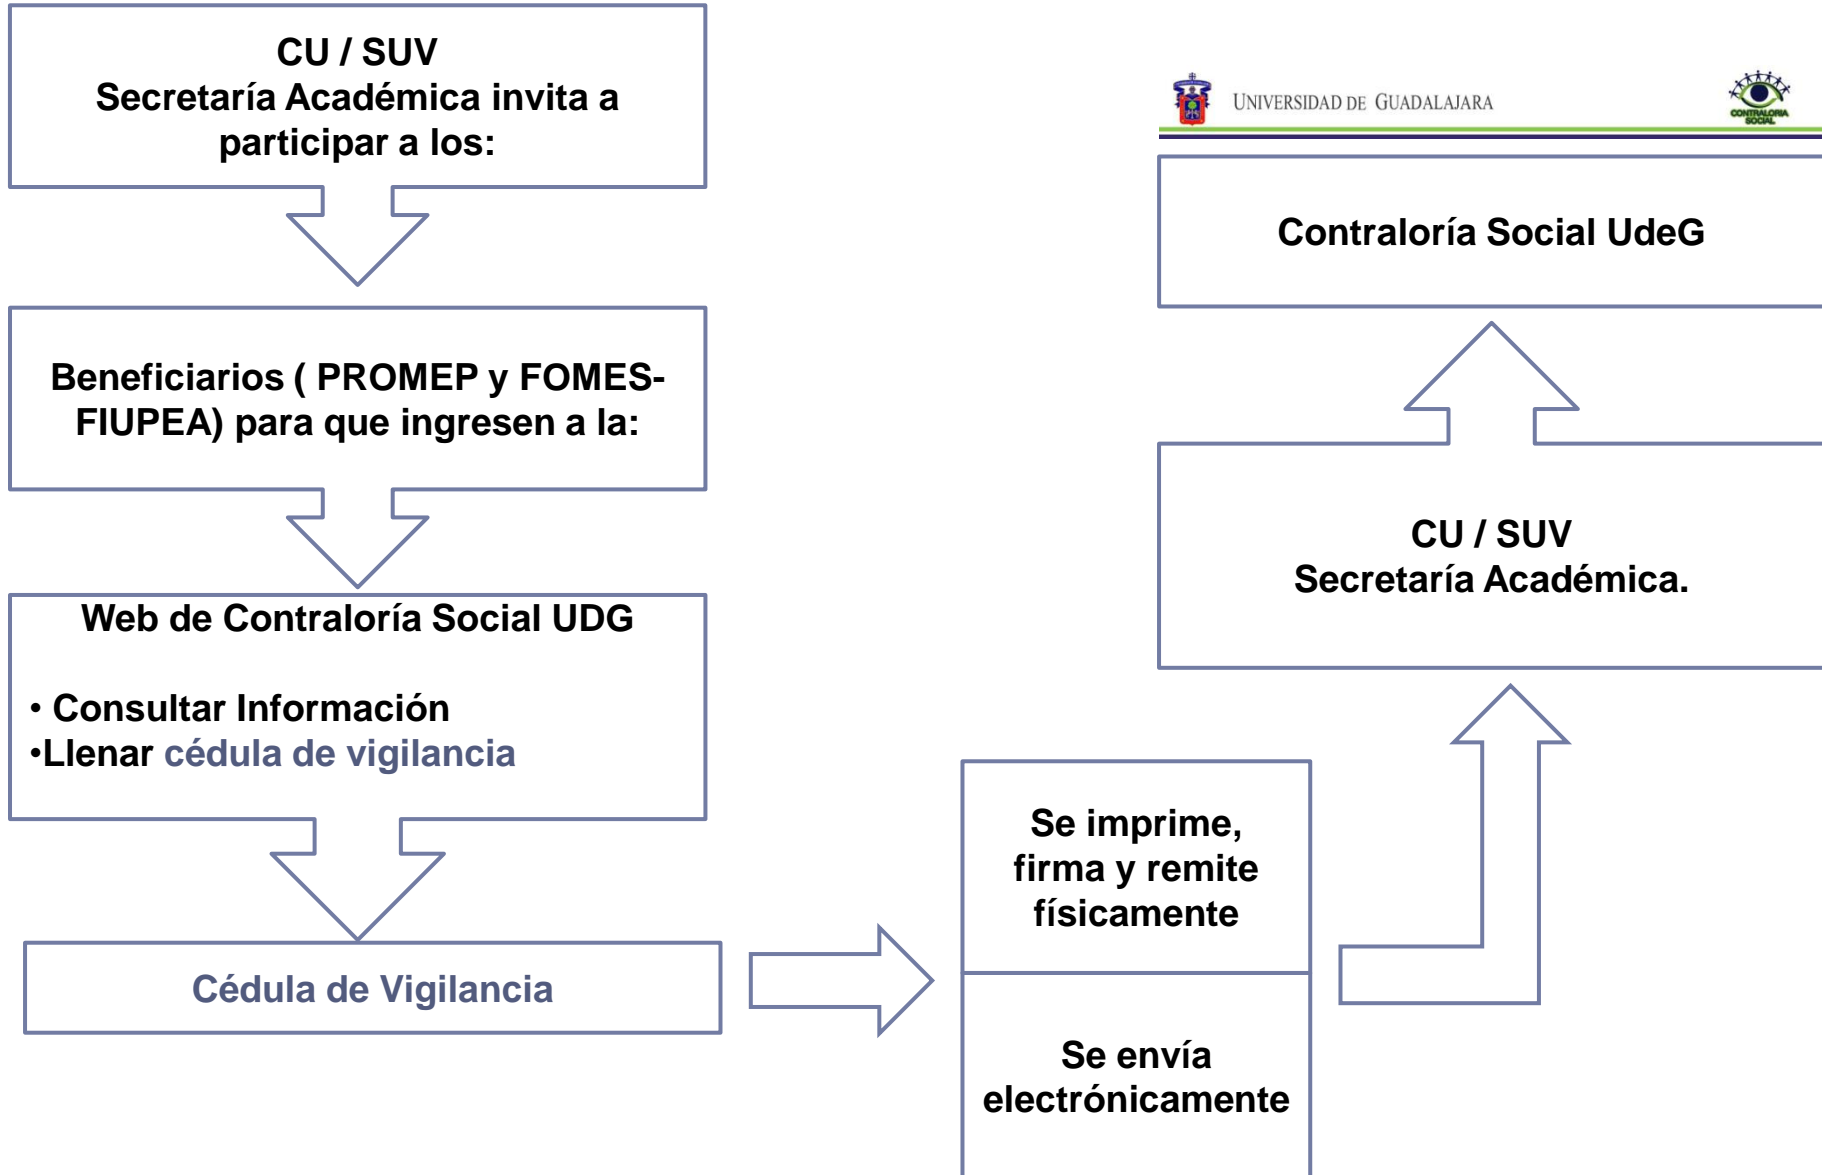 CU / SUV
Secretaría Académica invita a
participar a los:
Beneficiarios ( PROMEP y FOMES-
FIUPEA) para que ingresen a la:
Web de Contraloría Social UDG
• Consultar Información
•Llenar cédula de vigilancia
Cédula de Vigilancia
Se imprime,
firma y remite
físicamente
Se envía
electrónicamente
CU / SUV
Secretaría Académica.
Contraloría Social UdeG
UNIVERSIDAD DE GUADALAJARA
CONTRALORIA
SOCIAL